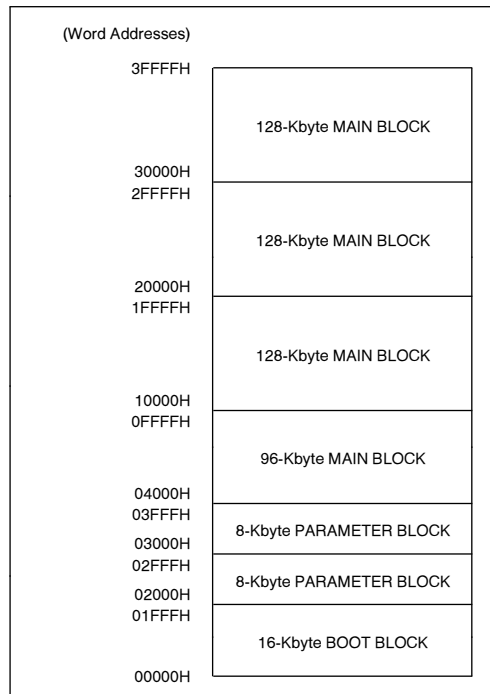 (Word Addresses)
3FFFFH
128-Kbyte MAIN BLOCK
30000H
2FFFFH
128-Kbyte MAIN BLOCK
20000H
1FFFFH
128-Kbyte MAIN BLOCK
10000H
0FFFFH
96-Kbyte MAIN BLOCK
04000H
03FFFH
8-Kbyte PARAMETER BLOCK
03000H
02FFFH
8-Kbyte PARAMETER BLOCK
02000H
01FFFH
16-Kbyte BOOT BLOCK
00000H